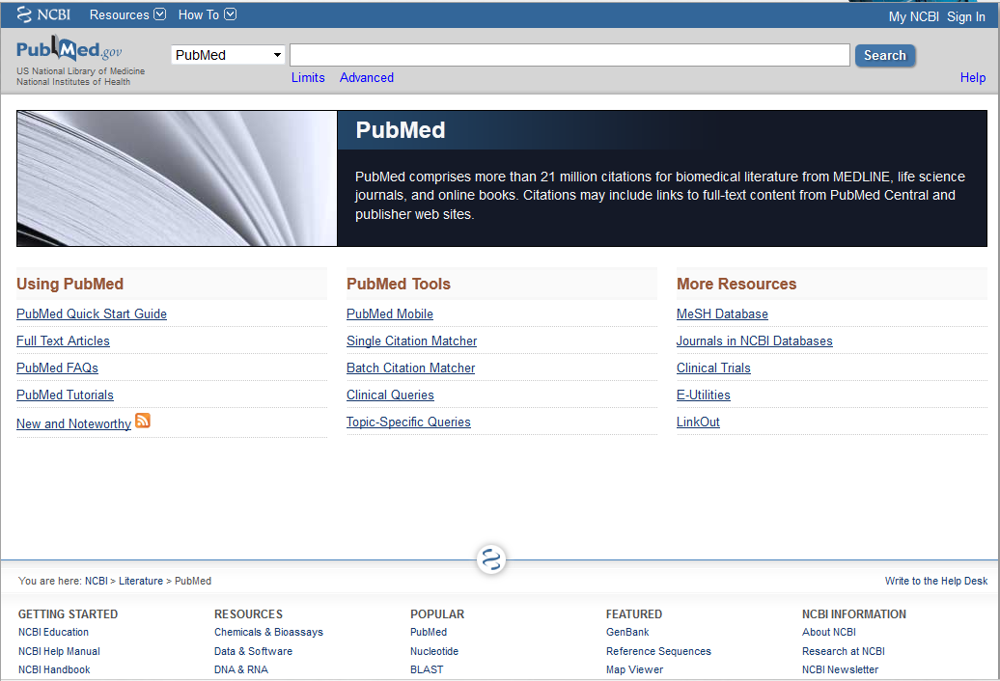 NCBI Resources How To My NCBI Sign In
PubMed.gov
US National Library of Medicine
National Institutes of Health
PubMed
Search
Limits Advanced
Help
PubMed
PubMed comprises more than 21 million citations for biomedical literature from MEDLINE, life science
journals, and online books. Citations may include links to full-text content from PubMed Central and
publisher web sites.
Using PubMed
PubMed Quick Start Guide
Full Text Articles
PubMed FAQs
PubMed Tutorials
New and Noteworthy
PubMed Tools
PubMed Mobile
Single Citation Matcher
Batch Citation Matcher
Clinical Queries
Topic-Specific Queries
More Resources
MeSH Database
Journals in NCBI Databases
Clinical Trials
E-Utilities
LinkOut
You are here: NCBI > Literature > PubMed
Write to the Help Desk
GETTING STARTED
NCBI Education
NCBI Help Manual
NCBI Handbook
RESOURCES
Chemicals & Bioassays
Data & Software
DNA & RNA
POPULAR
PubMed
Nucleotide
BLAST
FEATURED
GenBank
Reference Sequences
Map Viewer
NCBI INFORMATION
About NCBI
Research at NCBI
NCBI Newsletter